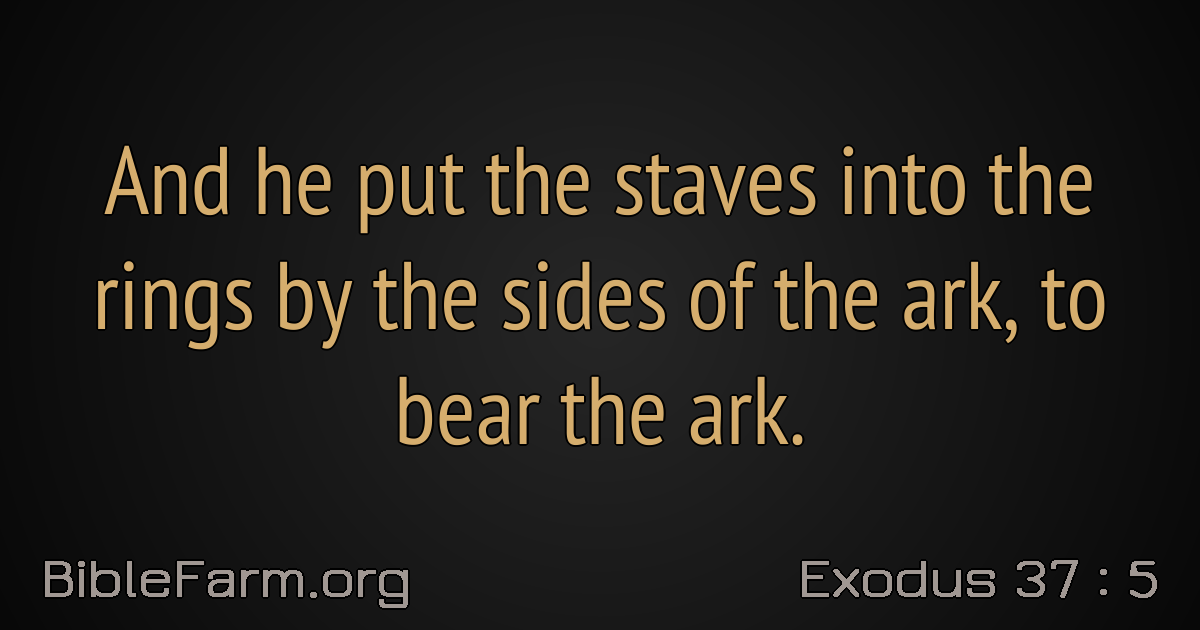 And he put the staves into the
rings by the sides of the ark, to
bear the ark.
BibleFarm.org
Exodus 37 : 5